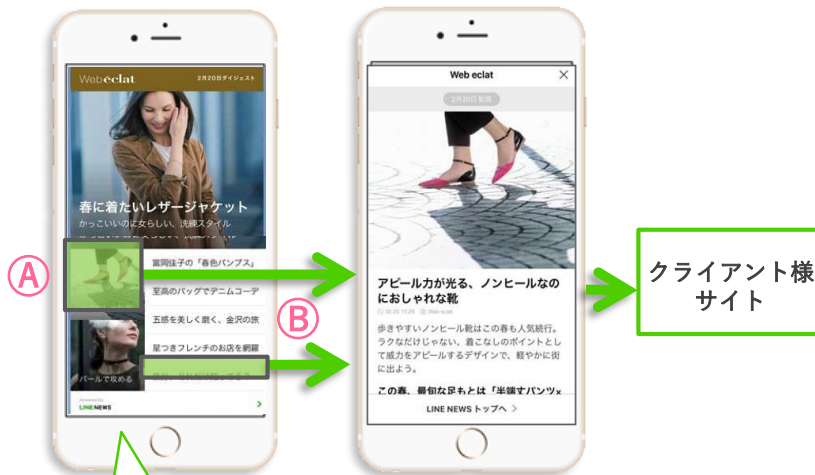 Webéclat
2月20日ダイジェスト
春に着たいレザージャケット
かっこいいのに女らしい、洗練スタイル
富岡佳子の「春色パンプス」
至高のバッグでデニムコーデ
五感を美しく磨く、金沢の旅
星つきフレンチのお店を網羅
パールで攻める
Powered by
LINE NEWS
Ⓐ
Ⓑ
Web eclat
2月20日 配信
アピール力が光る、ノンヒールなの
におしゃれな靴
歩きやすいノンヒール靴はこの春も人気続行。
ラクなだけじゃない、着こなしのポイントとし
て威力をアピールするデザインで、軽やかに街
に出よう。
この春、最旬な足もとは「半端すパンツ×
LINE NEWS トップへ
クライアント様
サイト